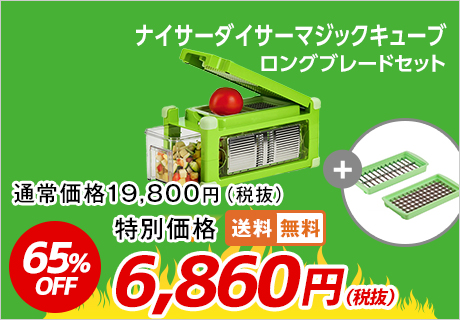 ナイサーダイサーマジックキューブ
ロングブレードセット
+
通常価格19,800円(税抜)
特別価格 送料無料
65%
OFF
6,860円(税抜)